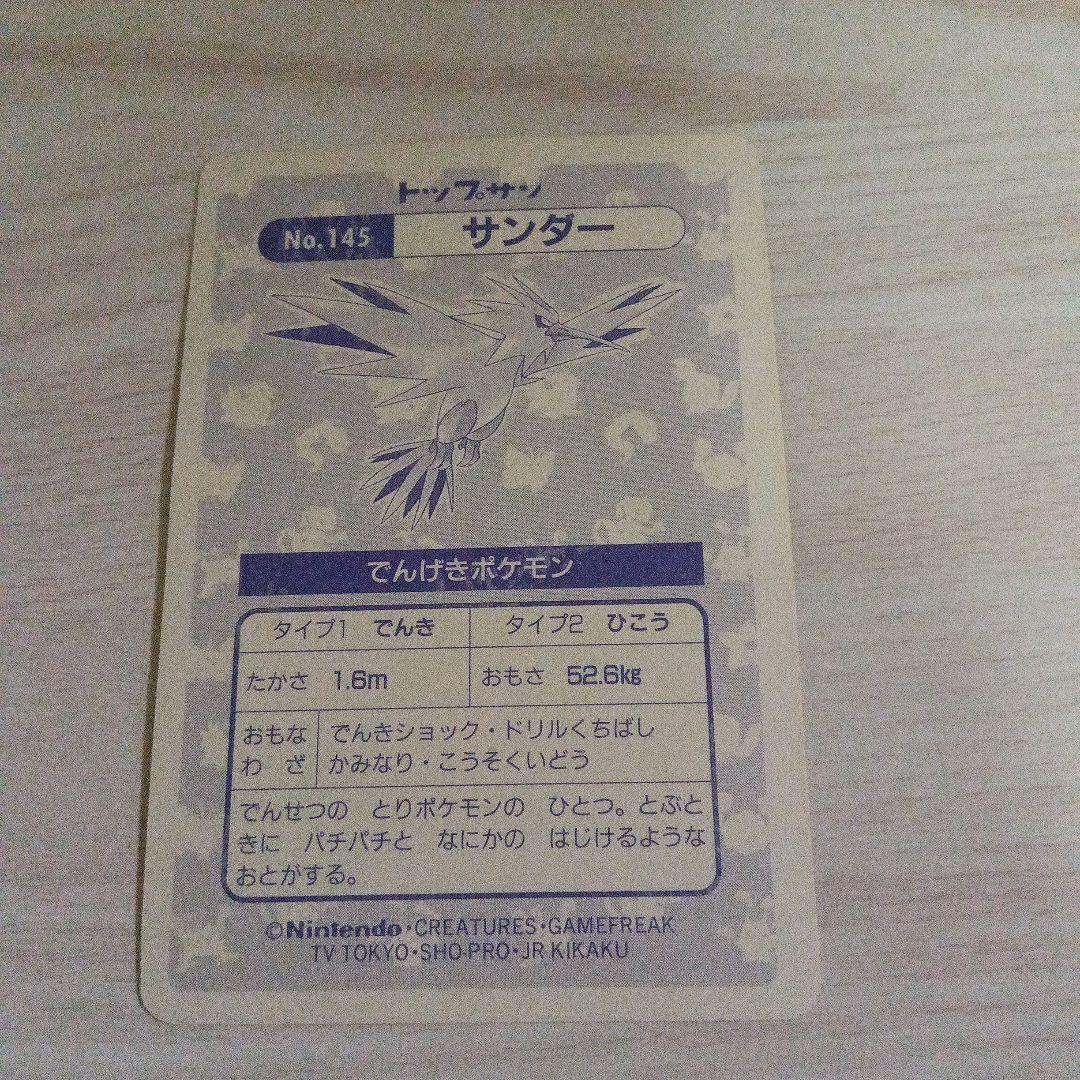 トップサン
No.145 サンダー
でんげきポケモン
タイプ1 でんき タイプ2 ひこう
たかさ 1.6m おもさ 52.6kg
おもな でんきショック・ドリルくちばし
わ ざ かみなり・こうそくいどう
でんせつの とりポケモンの ひとつ。とぶと
きに パチパチと なにかの はじけるような
おとがする。
©Nintendo・CREATURES・GAMEFREAK
TV TOKYO・SHO-PRO・JR KIKAKU